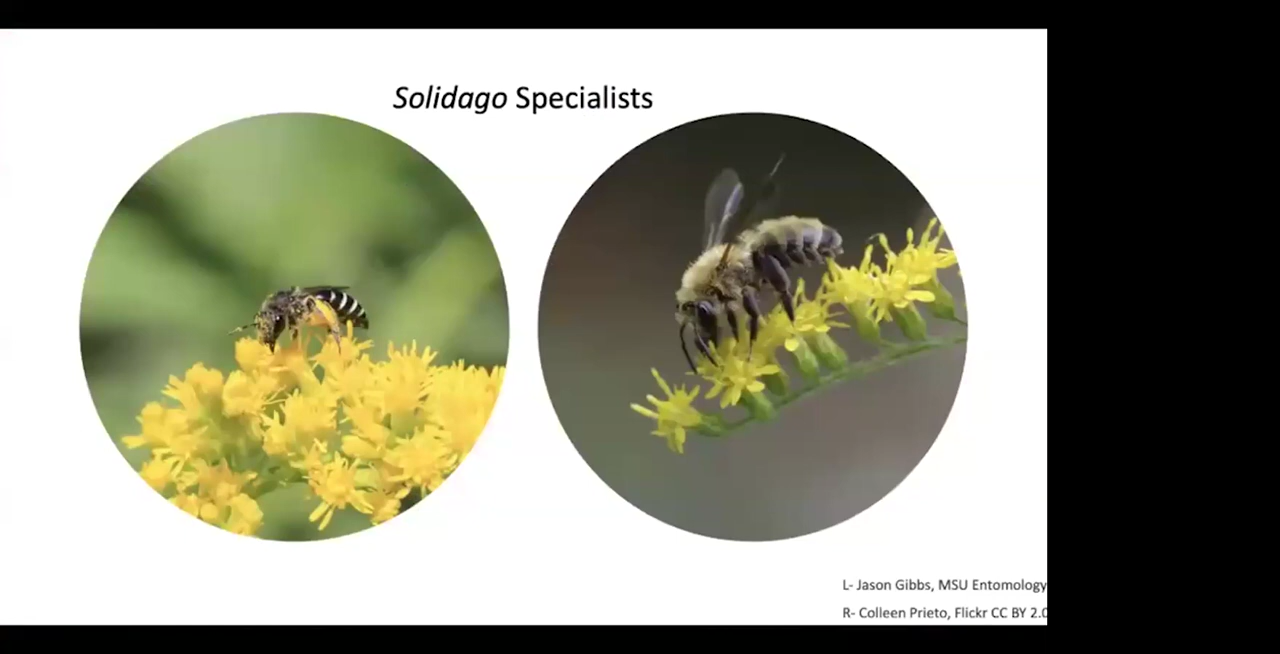 Solidago Specialists
L- Jason Gibbs, MSU Entomology
R- Colleen Prieto, Flickr CC BY 2.0